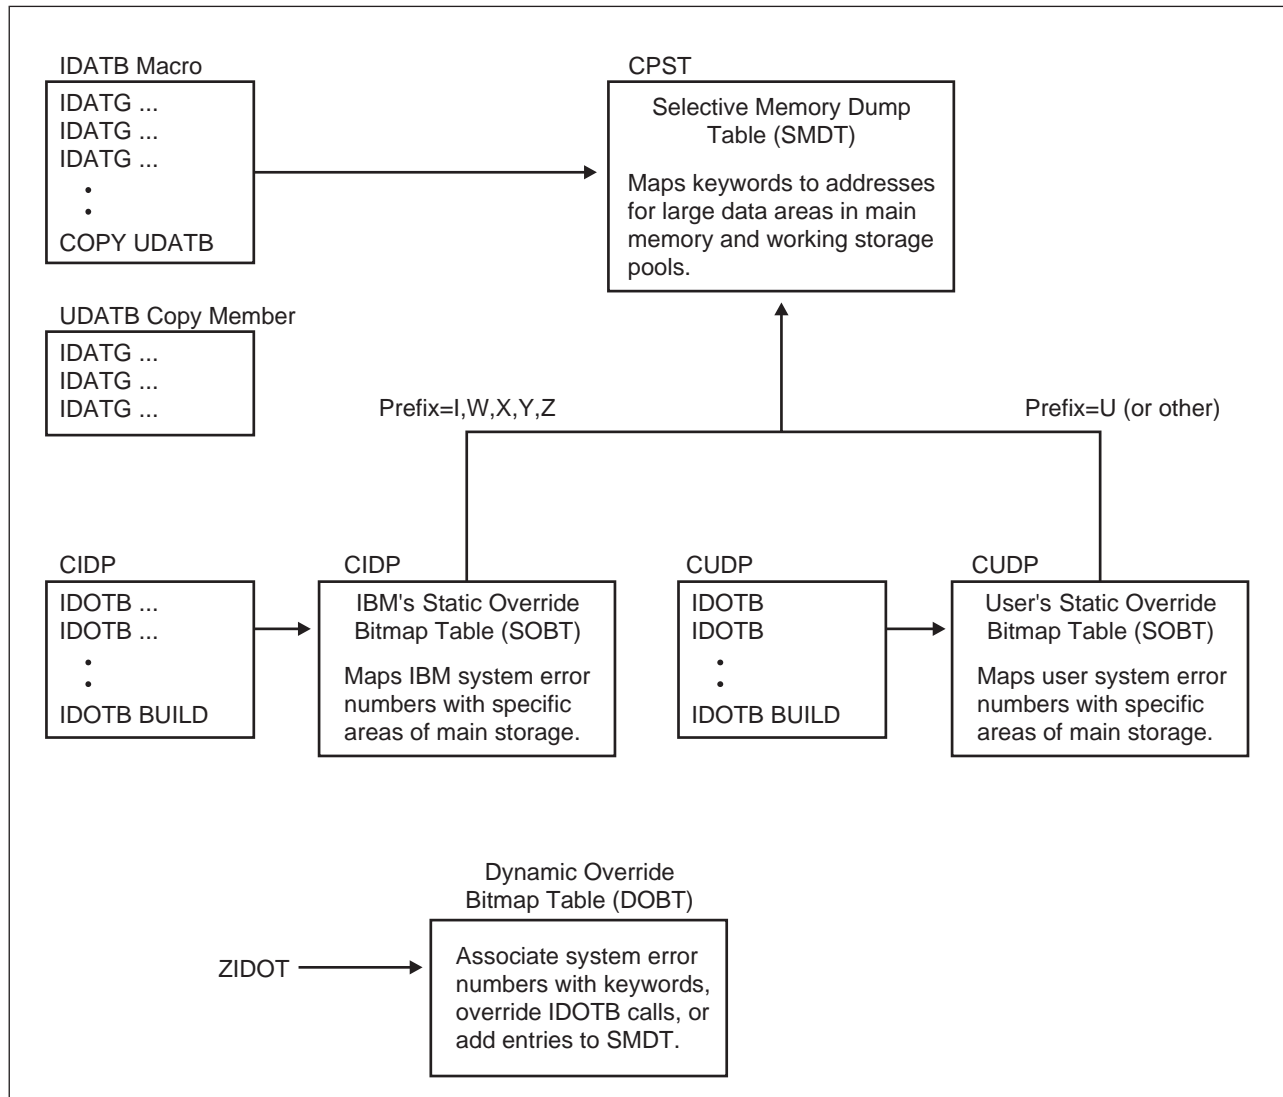 IDATB Macro
IDATG ...
IDATG ...
IDATG ...
•
•
COPY UDATB
CPST
Selective Memory Dump
Table (SMDT)
Maps keywords to addresses
for large data areas in main
memory and working storage
pools.
UDATB Copy Member
IDATG ...
IDATG ...
IDATG ...
Prefix=I,W,X,Y,Z
Prefix=U (or other)
CIDP
IDOTB ...
IDOTB ...
•
•
IDOTB BUILD
CIDP
IBM's Static Override
Bitmap Table (SOBT)
Maps IBM system error
numbers with specific
areas of main storage.
CUDP
IDOTB
IDOTB
•
•
IDOTB BUILD
CUDP
User's Static Override
Bitmap Table (SOBT)
Maps user system error
numbers with specific
areas of main storage.
Dynamic Override
Bitmap Table (DOBT)
ZIDOT
Associate system error
numbers with keywords,
override IDOTB calls, or
add entries to SMDT.